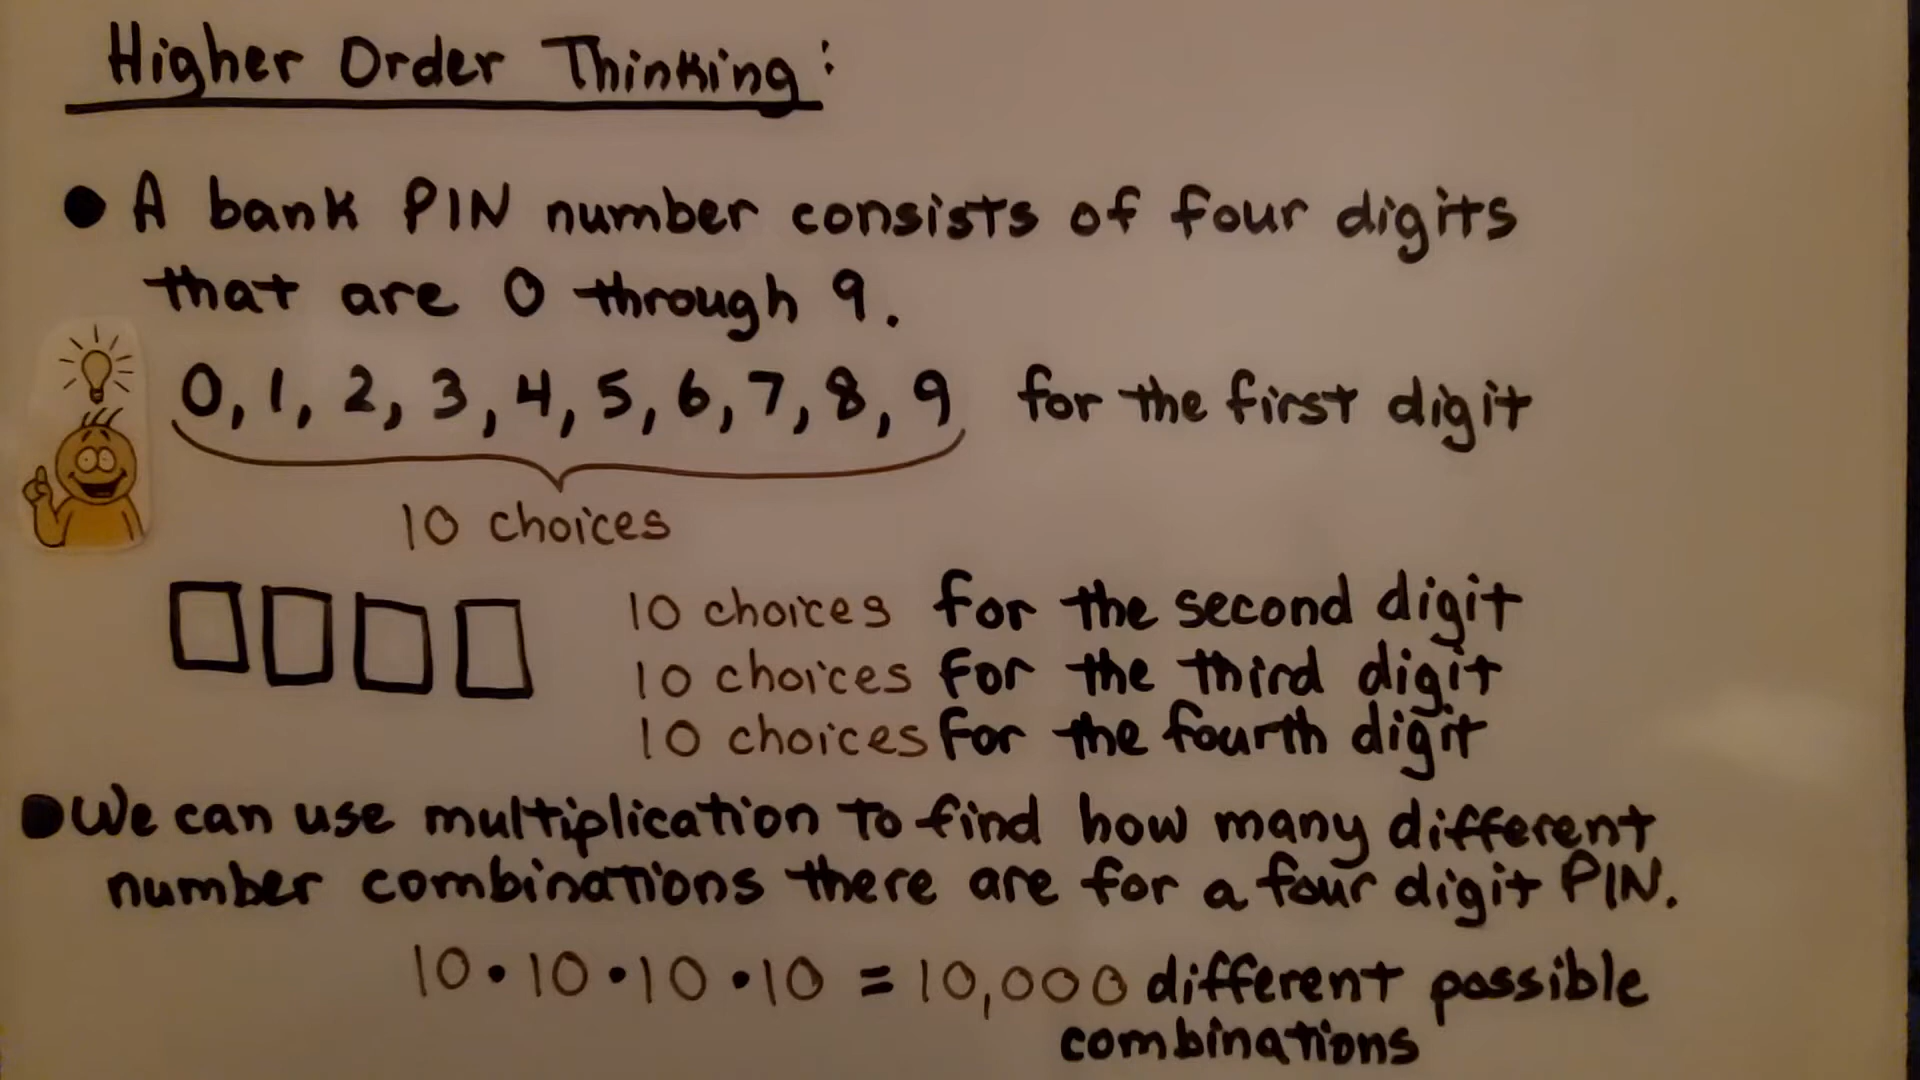 Higher Order Thinking:
● A bank PIN number consists of four digits
that are 0 through 9.
0, 1, 2, 3, 4, 5, 6, 7, 8, 9 for the first digit
10 choices
10 choices for the second digit
10 choices for the third digit
10 choices for the fourth digit
● We can use multiplication to find how many different
number combinations there are for a four digit PIN.
10 • 10 • 10 • 10 = 10,000 different possible
combinations